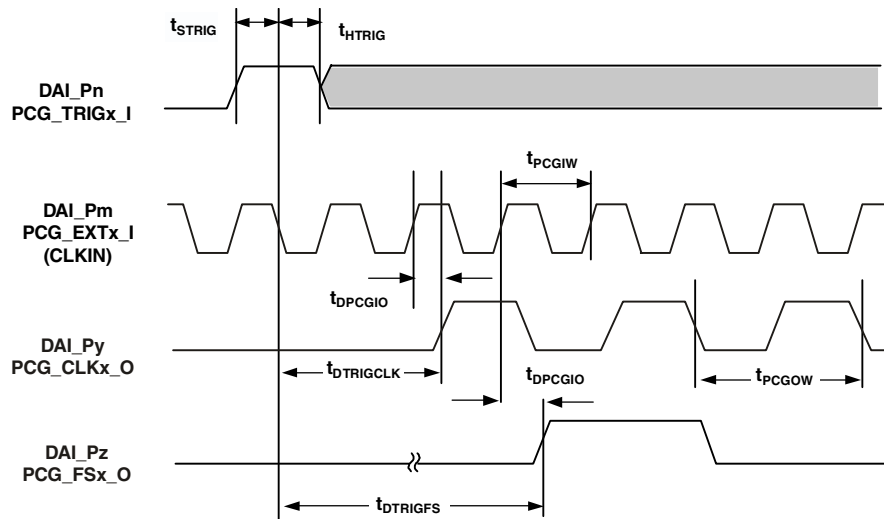 tSTRIG
tHTRIG
DAI_Pn
PCG_TRIGx_I
tPCGIW
DAI_Pm
PCG_EXTx_I
(CLKIN)
tDPCGIO
DAI_Py
PCG_CLKx_O
tDTRIGCLK
tDPCGIO
tPCGOW
DAI_Pz
PCG_FSx_O
tDTRIGFS